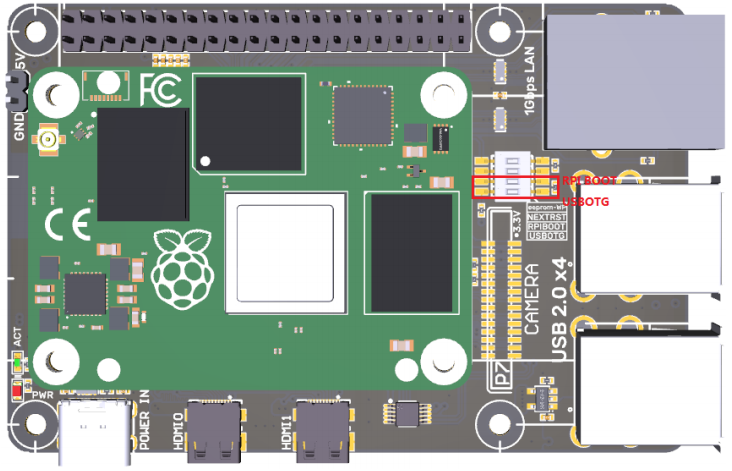 5V
GND
FC
1Gbps LAN
RPI BOOT
USBOTG
eeprom-WP
NEXTRST
RPIBOOT
USBOTG
3.3V
CE
CAMERA
USB 2.0 x4
P7
ACT
PWR
POWER IN
HDMI0
HDMI1